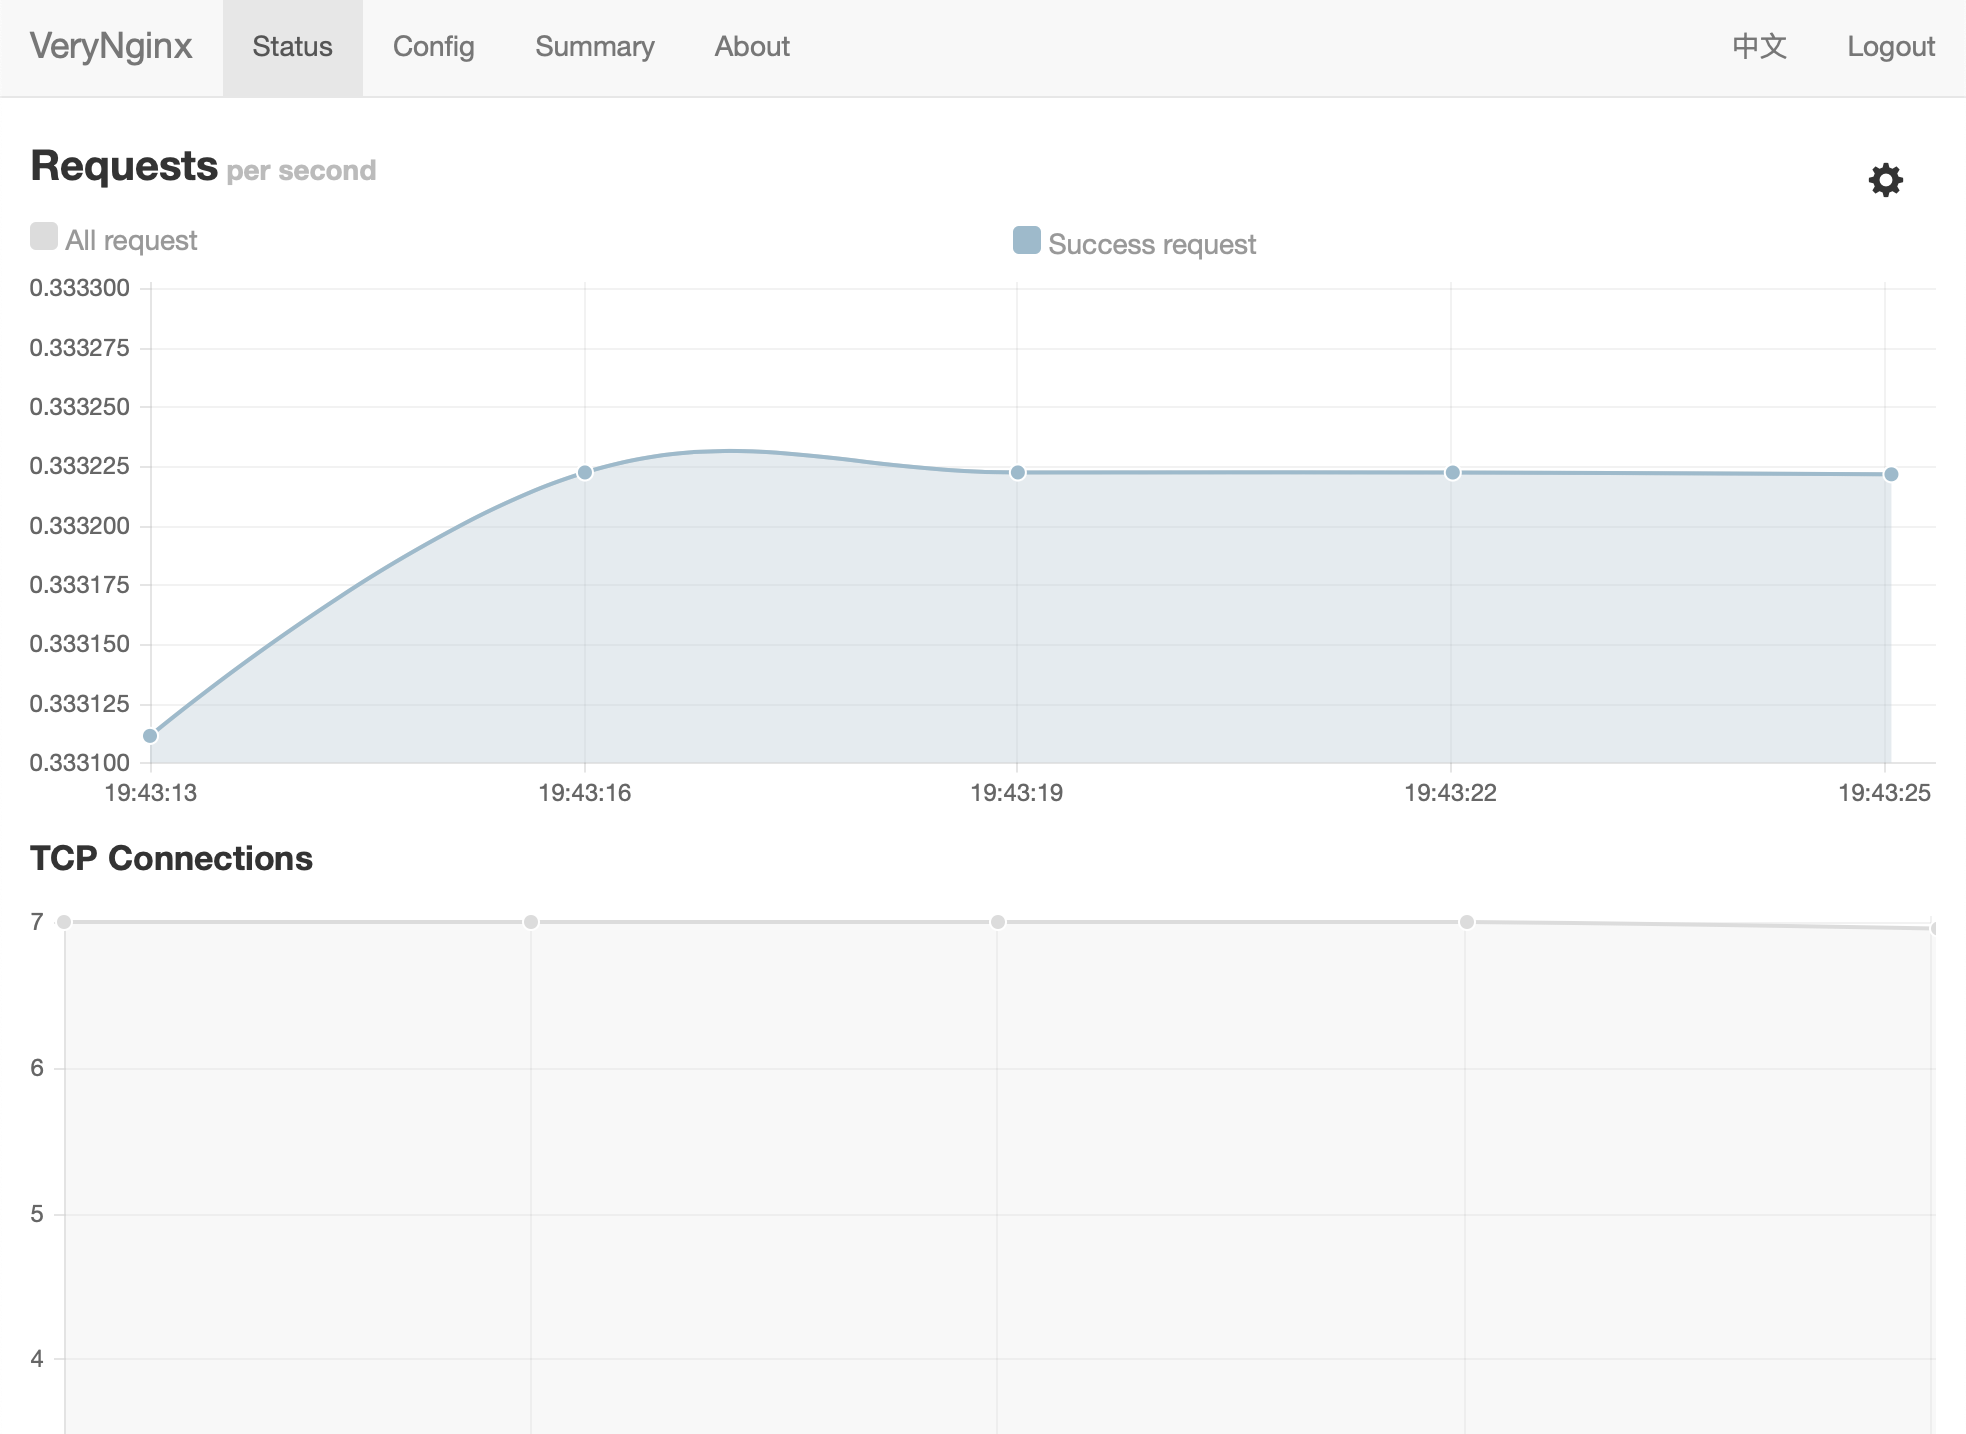 VeryNginx Status Config Summary About 中文 Logout
Requests per second
All request Success request
0.333300
0.333275
0.333250
0.333225
0.333200
0.333175
0.333150
0.333125
0.333100
19:43:13 19:43:16 19:43:19 19:43:22 19:43:25
TCP Connections
7
6
5
4